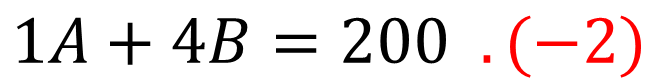 1A + 4B = 200 .(−2)